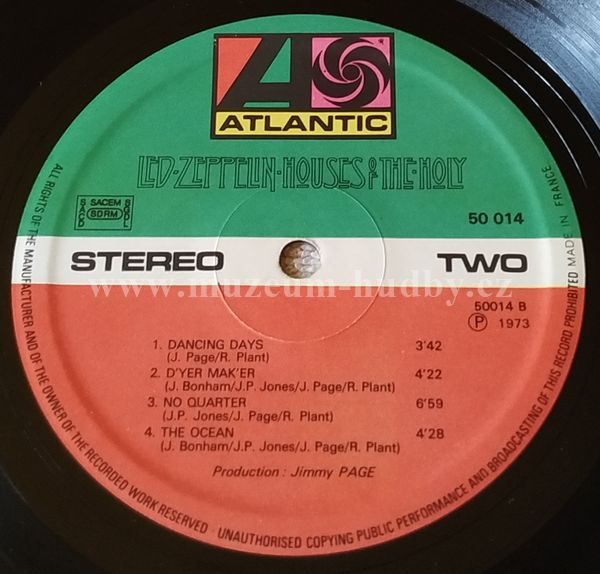 ATLANTIC
LED·ZEPPELIN·HOUSES OF THE·HOLY
SACEM
SACD SDRM SGDL
50 014
STEREO
TWO
www.muzeum-hudby.cz
50014 B
Ⓟ 1973
1. DANCING DAYS 3'42
(J. Page/R. Plant)
2. D'YER MAK'ER 4'22
(J. Bonham/J.P. Jones/J. Page/R. Plant)
3. NO QUARTER 6'59
(J.P. Jones/J. Page/R. Plant)
4. THE OCEAN 4'28
(J. Bonham/J.P. Jones/J. Page/R. Plant)
Production : Jimmy PAGE
ALL RIGHTS OF THE MANUFACTURER AND OF THE OWNER OF THE RECORDED WORK RESERVED - UNAUTHORISED COPYING PUBLIC PERFORMANCE AND BROADCASTING OF THIS RECORD PROHIBITED MADE IN FRANCE